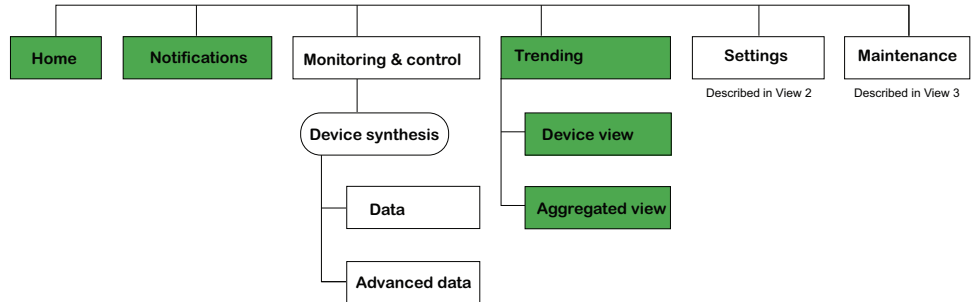 Home
Notifications
Monitoring & control
Trending
Settings
Maintenance
Described in View 2
Described in View 3
Device synthesis
Device view
Data
Aggregated view
Advanced data